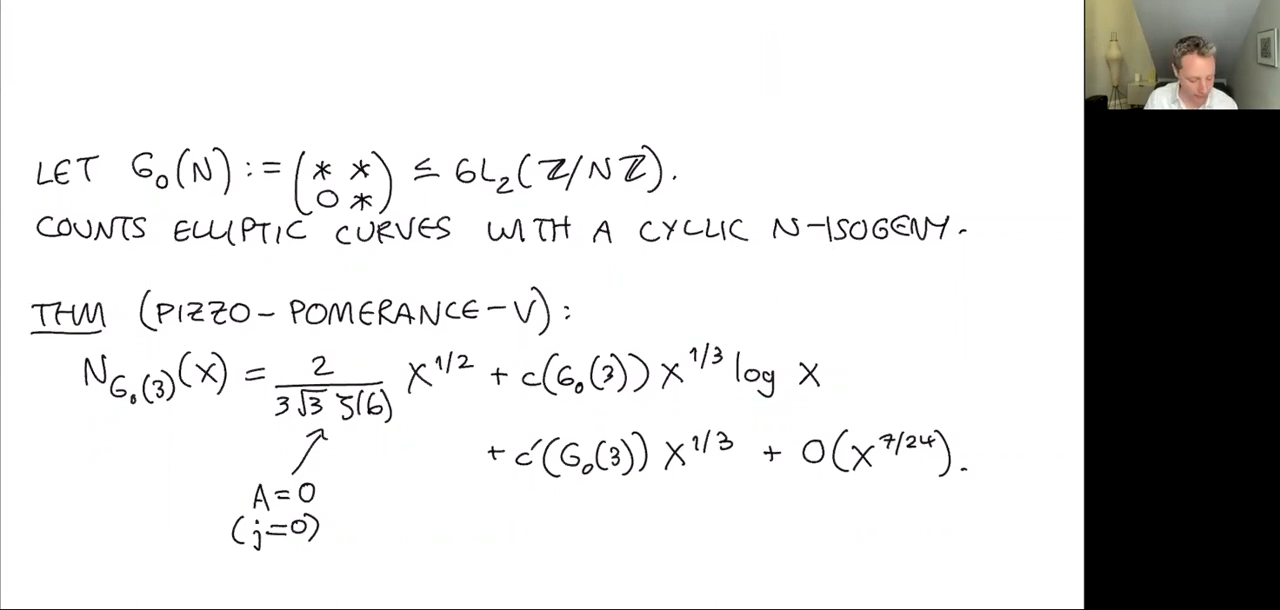 LET G₀(N) := (* * / 0 *) ≤ GL₂(ℤ/Nℤ).
COUNTS ELLIPTIC CURVES WITH A CYCLIC N-ISOGENY.
THM (PIZZO – POMERANCE – V):
N_{G₀(3)}(X) = 2/(3√3 ζ(6)) X^{1/2} + c(G₀(3)) X^{1/3} log X
+ c'(G₀(3)) X^{1/3} + O(X^{7/24}).
A=0
(j=0)